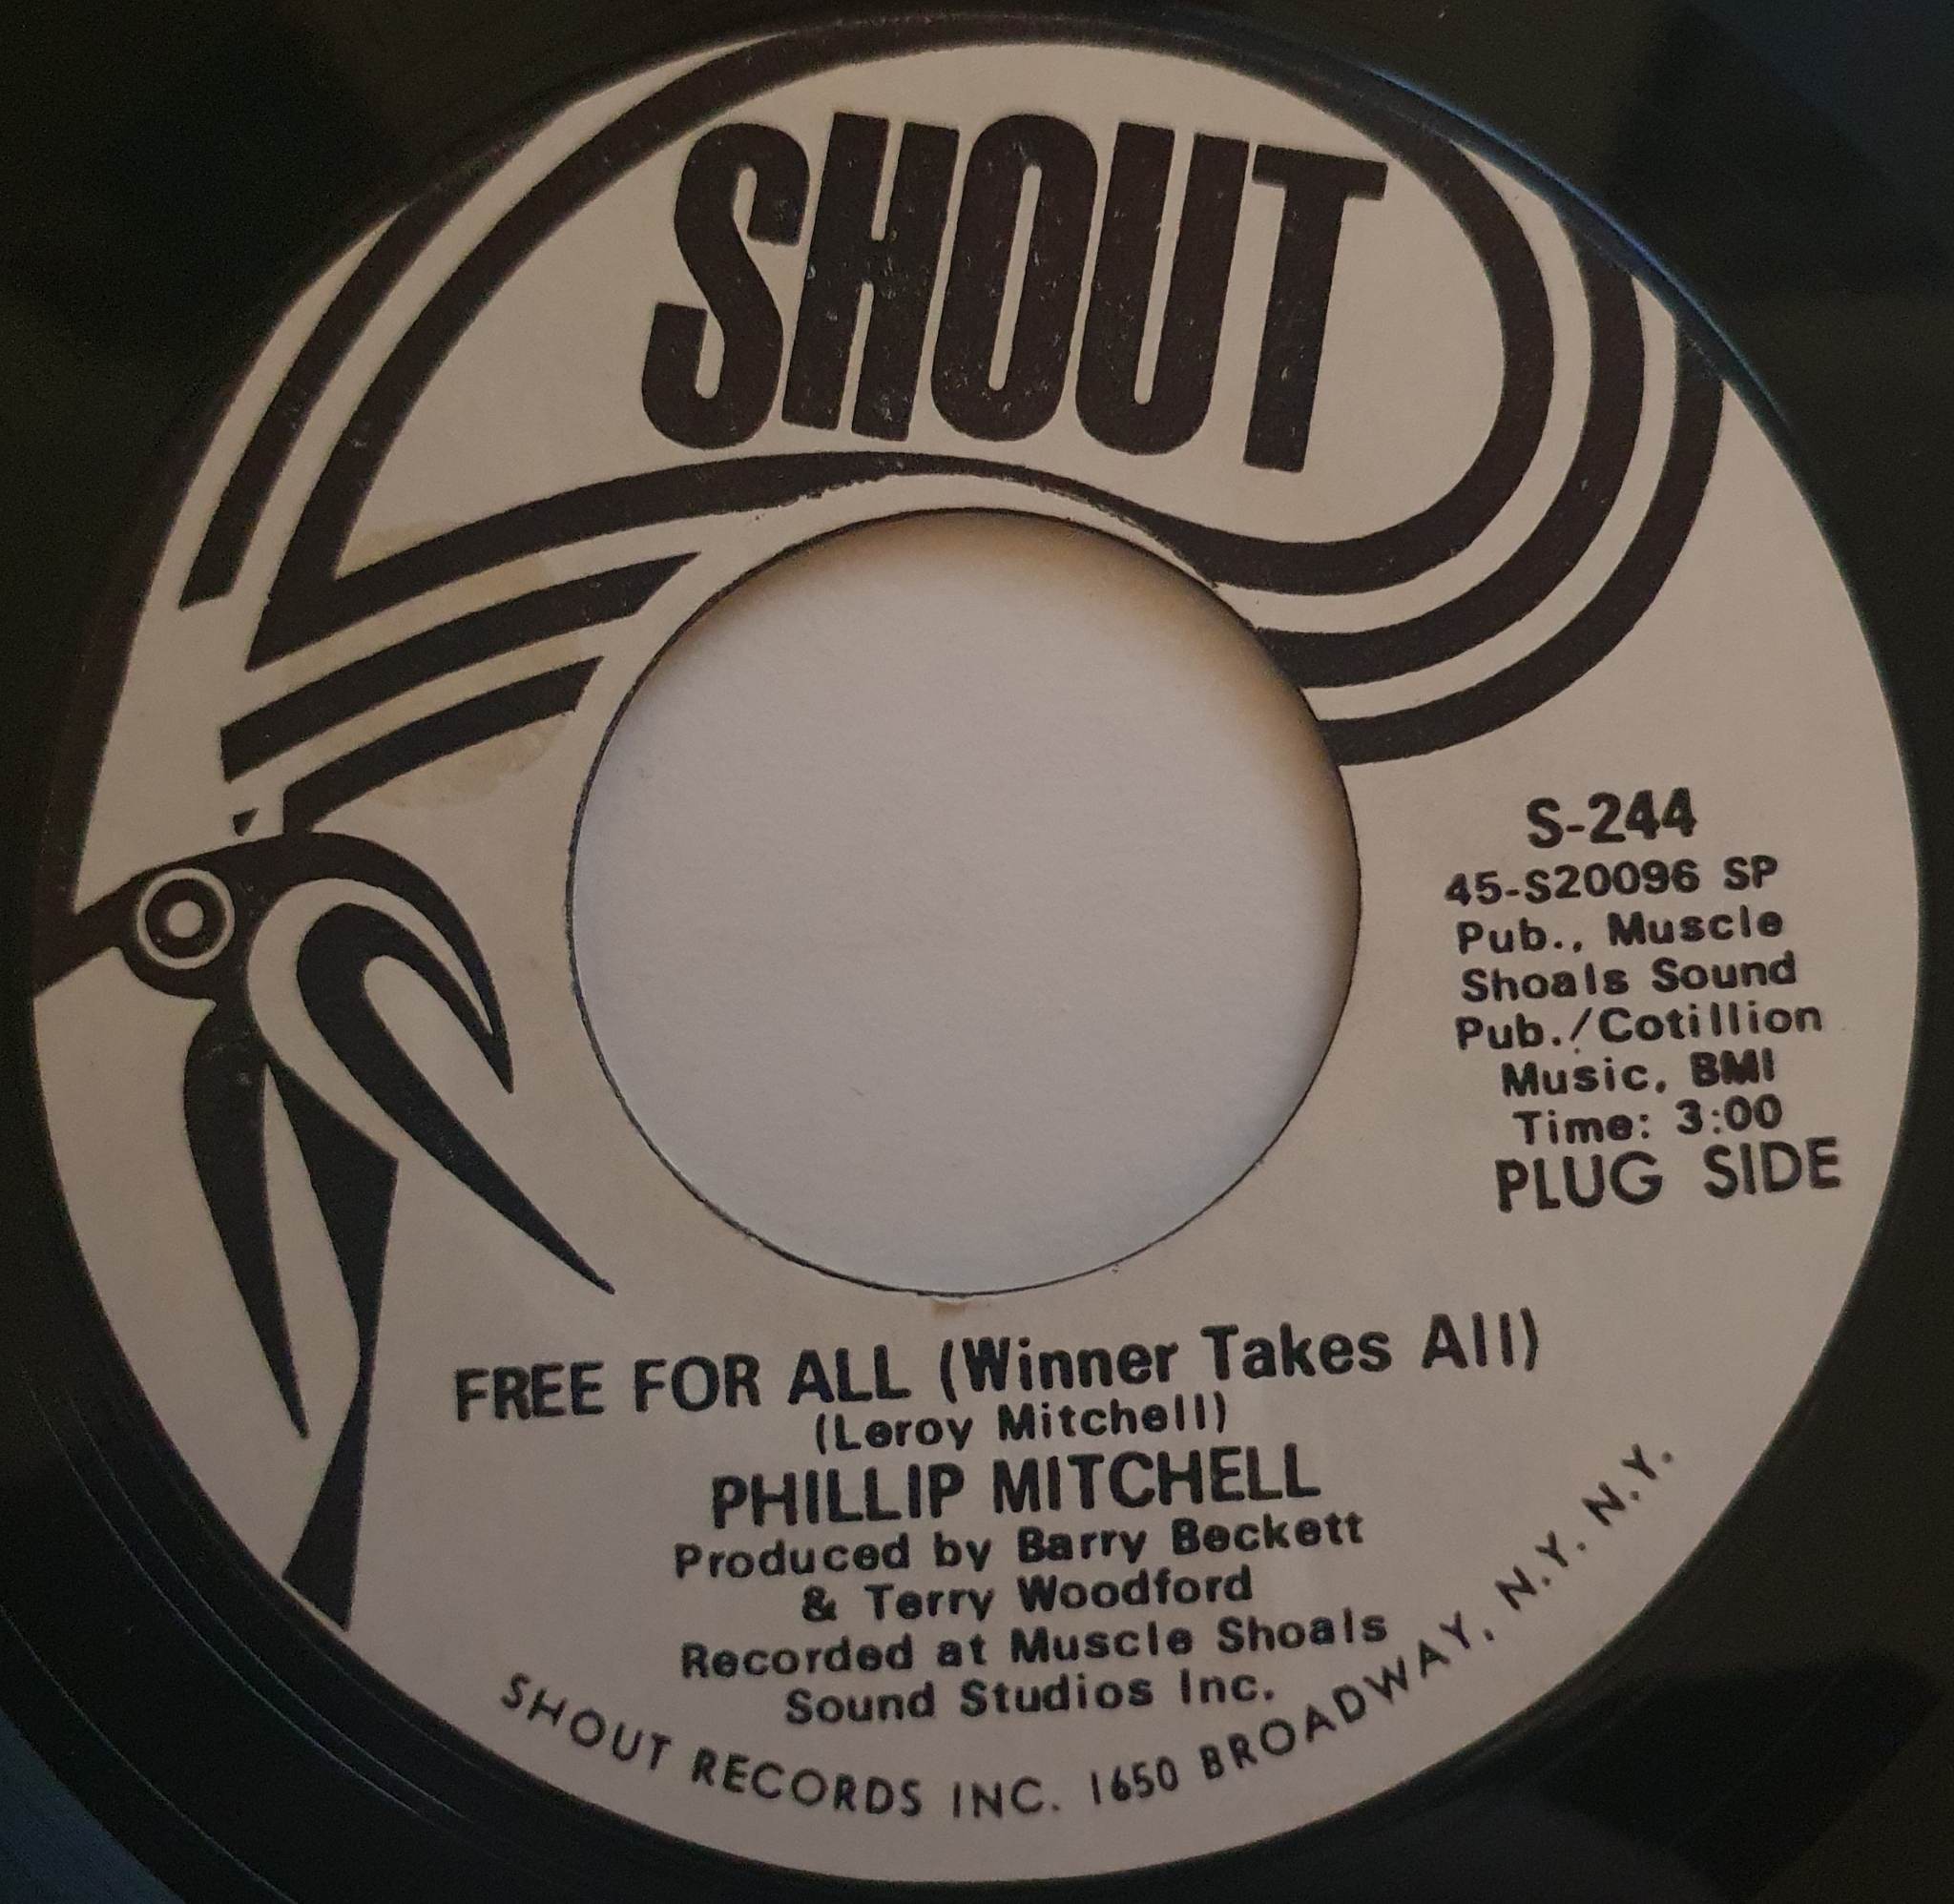 SHOUT
S-244
45-S20096 SP
Pub., Muscle
Shoals Sound
Pub./Cotillion
Music, BMI
Time: 3:00
PLUG SIDE
FREE FOR ALL (Winner Takes All)
(Leroy Mitchell)
PHILLIP MITCHELL
Produced by Barry Beckett
& Terry Woodford
Recorded at Muscle Shoals
Sound Studios Inc.
SHOUT RECORDS INC. 1650 BROADWAY, N.Y. N.Y.